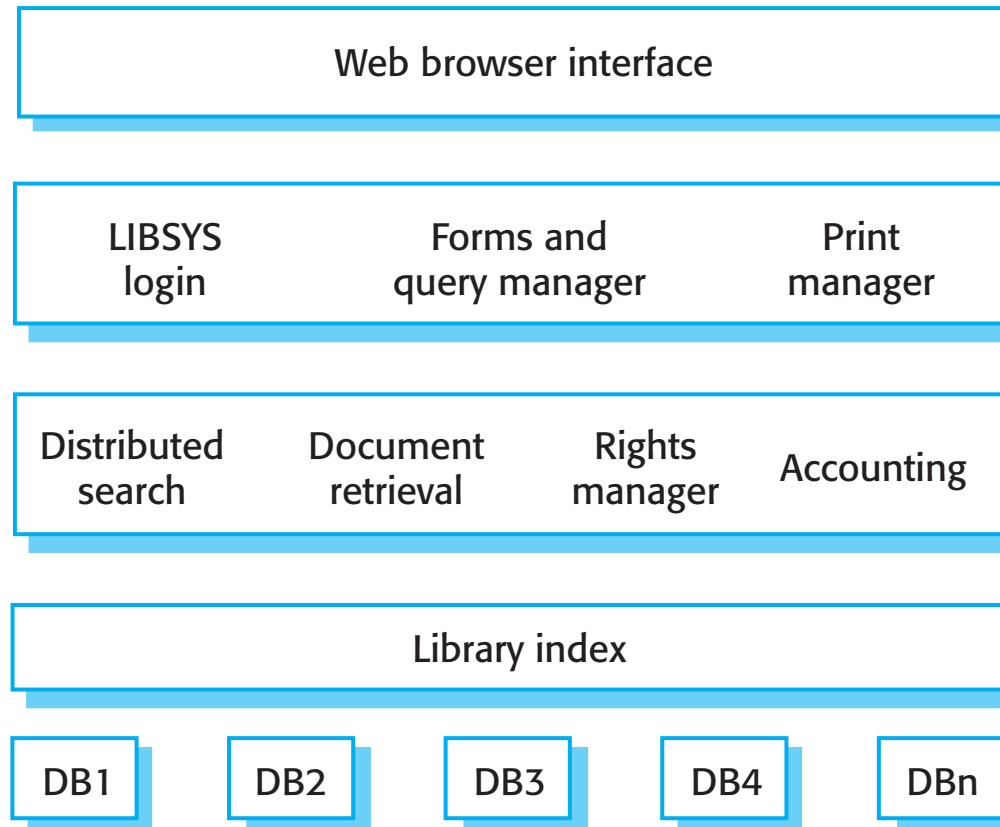 Web browser interface
LIBSYS
login
Forms and
query manager
Print
manager
Distributed
search
Document
retrieval
Rights
manager
Accounting
Library index
DB1
DB2
DB3
DB4
DBn